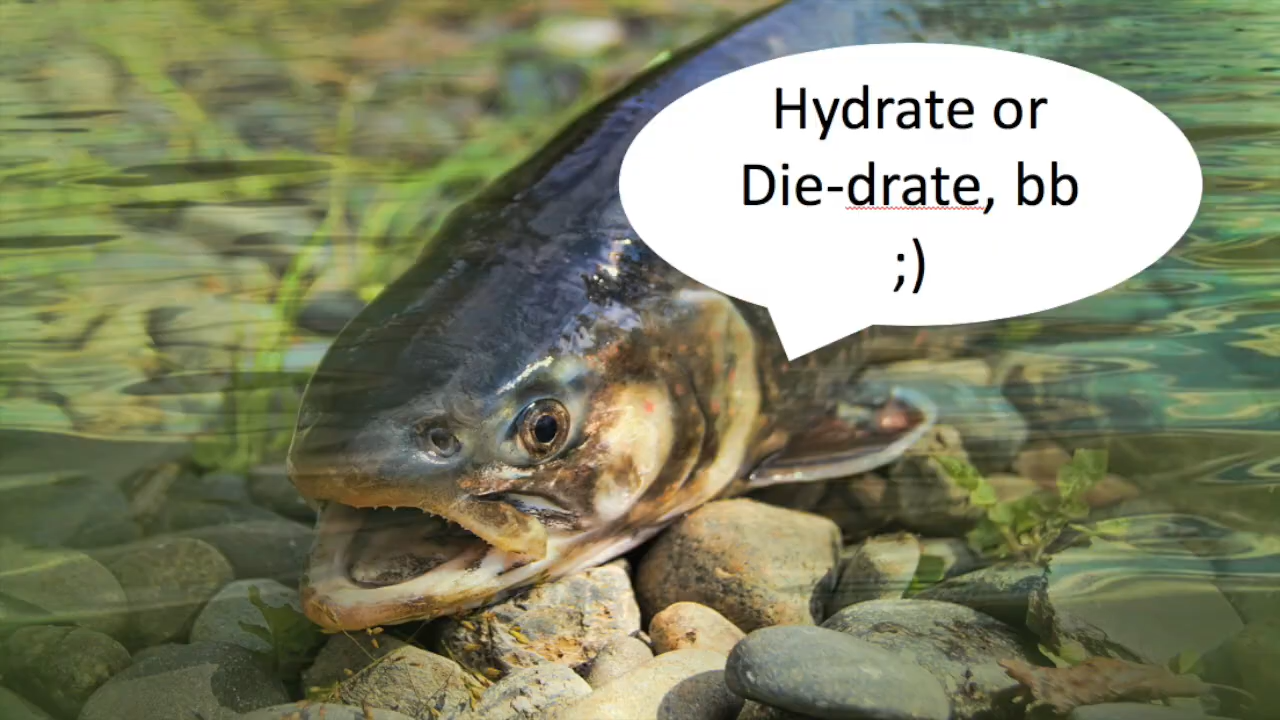 Hydrate or
Die-drate, bb
;)